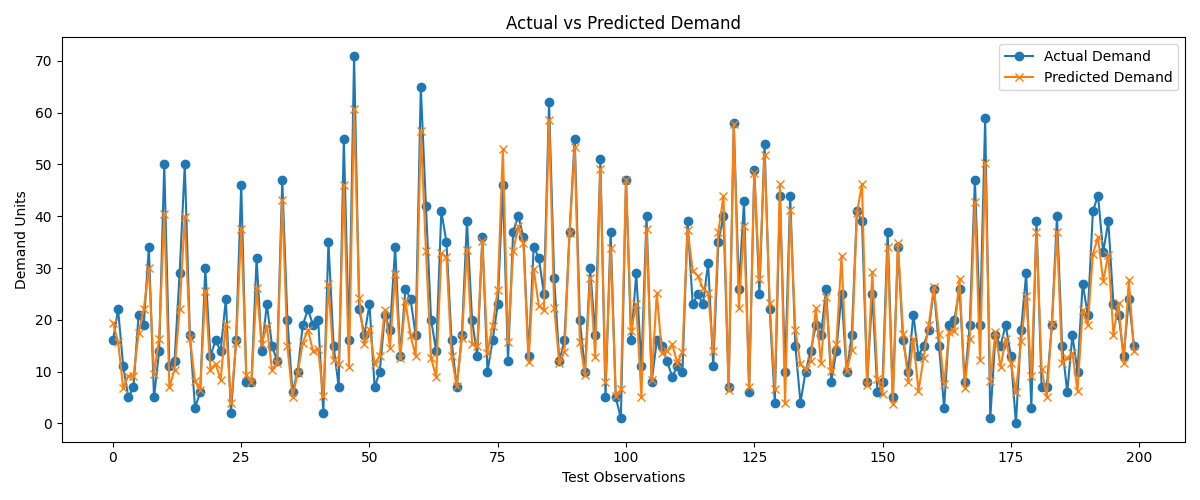 Actual vs Predicted Demand
Actual Demand
Predicted Demand
Demand Units
70
60
50
40
30
20
10
0
0 25 50 75 100 125 150 175 200
Test Observations